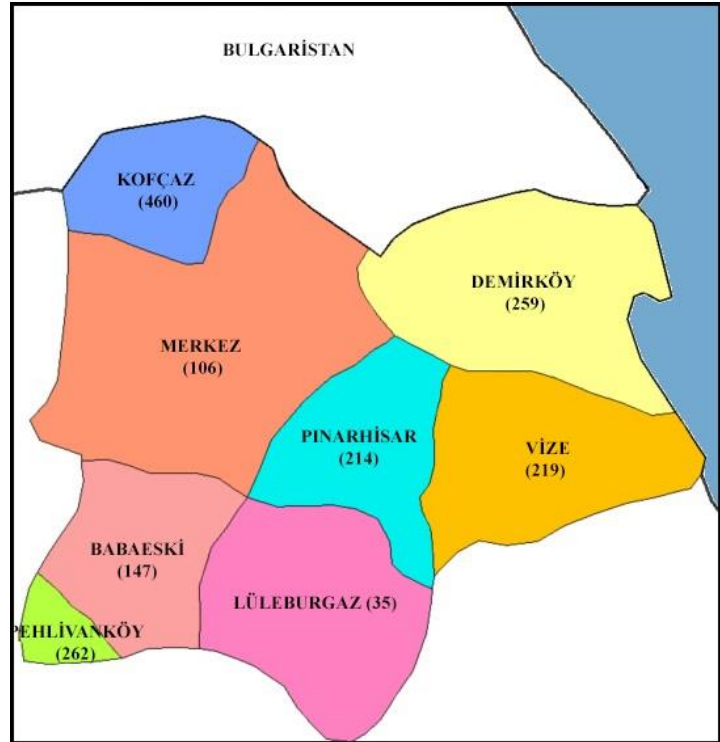 BULGARİSTAN
KOFÇAZ
(460)
DEMİRKÖY
(259)
MERKEZ
(106)
PINARHİSAR
(214)
VİZE
(219)
BABAESKİ
(147)
LÜLEBURGAZ (35)
PEHLİVANKÖY
(262)